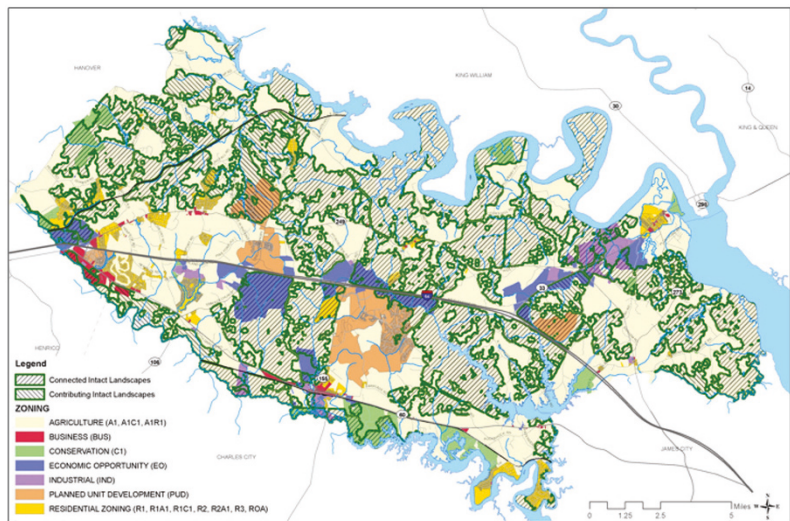 HANOVER
KING WILLIAM
30
14
KING & QUEEN
249
33
273
HENRICO
106
60
CHARLES CITY
JAMES CITY
Legend
Connected Intact Landscapes
Contributing Intact Landscapes
ZONING
AGRICULTURE (A1, A1C1, A1R1)
BUSINESS (BUS)
CONSERVATION (C1)
ECONOMIC OPPORTUNITY (EO)
INDUSTRIAL (IND)
PLANNED UNIT DEVELOPMENT (PUD)
RESIDENTIAL ZONING (R1, R1A1, R1C1, R2, R2A1, R3, ROA)
0 1.25 2.5 5
Miles
N
W E
S